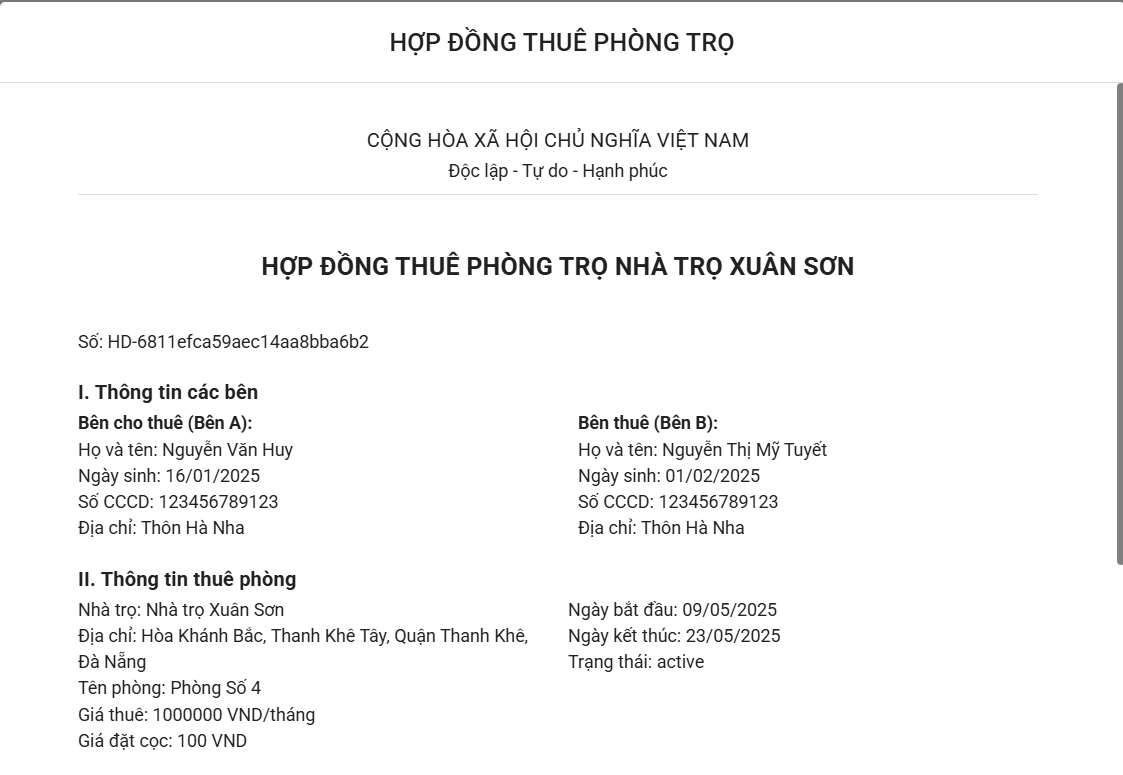 HỢP ĐỒNG THUÊ PHÒNG TRỌ
CỘNG HÒA XÃ HỘI CHỦ NGHĨA VIỆT NAM
Độc lập - Tự do - Hạnh phúc
HỢP ĐỒNG THUÊ PHÒNG TRỌ NHÀ TRỌ XUÂN SƠN
Số: HD-6811efca59aec14aa8bba6b2
I. Thông tin các bên
Bên cho thuê (Bên A):
Họ và tên: Nguyễn Văn Huy
Ngày sinh: 16/01/2025
Số CCCD: 123456789123
Địa chỉ: Thôn Hà Nha
Bên thuê (Bên B):
Họ và tên: Nguyễn Thị Mỹ Tuyết
Ngày sinh: 01/02/2025
Số CCCD: 123456789123
Địa chỉ: Thôn Hà Nha
II. Thông tin thuê phòng
Nhà trọ: Nhà trọ Xuân Sơn
Địa chỉ: Hòa Khánh Bắc, Thanh Khê Tây, Quận Thanh Khê,
Đà Nẵng
Tên phòng: Phòng Số 4
Giá thuê: 1000000 VND/tháng
Giá đặt cọc: 100 VND
Ngày bắt đầu: 09/05/2025
Ngày kết thúc: 23/05/2025
Trạng thái: active